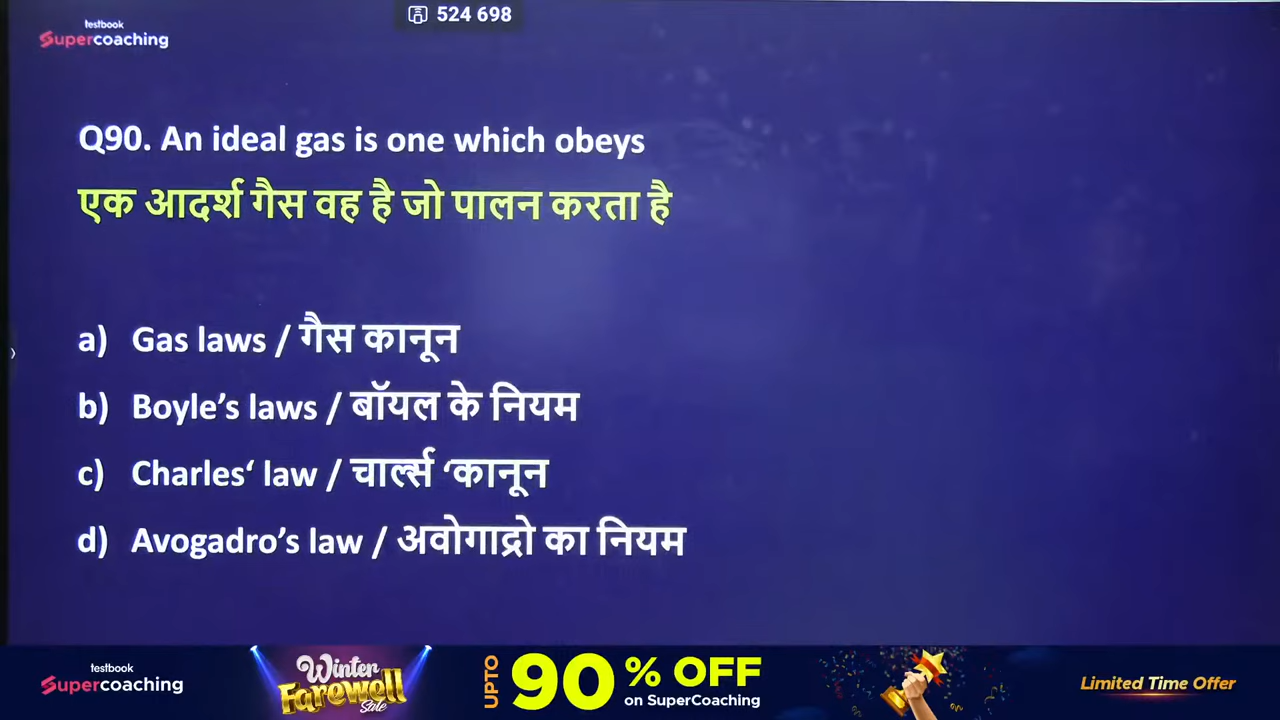 524 698
testbook
Supercoaching
Q90. An ideal gas is one which obeys
एक आदर्श गैस वह है जो पालन करता है
a) Gas laws / गैस कानून
b) Boyle’s laws / बॉयल के नियम
c) Charles‘ law / चार्ल्स ‘कानून
d) Avogadro’s law / अवोगाद्रो का नियम
testbook
Supercoaching
Winter
Farewell
Sale
UPTO
90 % OFF
on SuperCoaching
Limited Time Offer